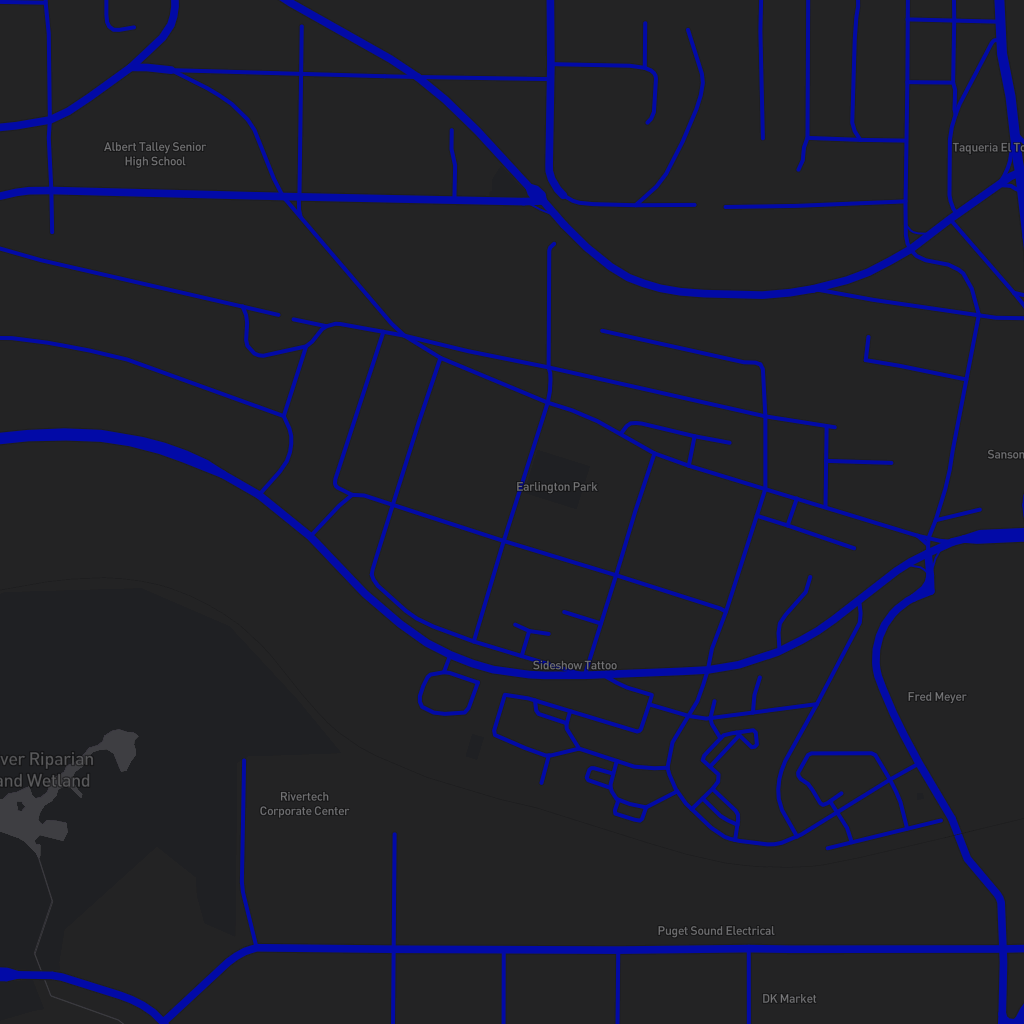 Albert Talley Senior
High School
Taqueria El To
Sanson
Earlington Park
Sideshow Tattoo
Fred Meyer
ver Riparian
and Wetland
Rivertech
Corporate Center
Puget Sound Electrical
DK Market